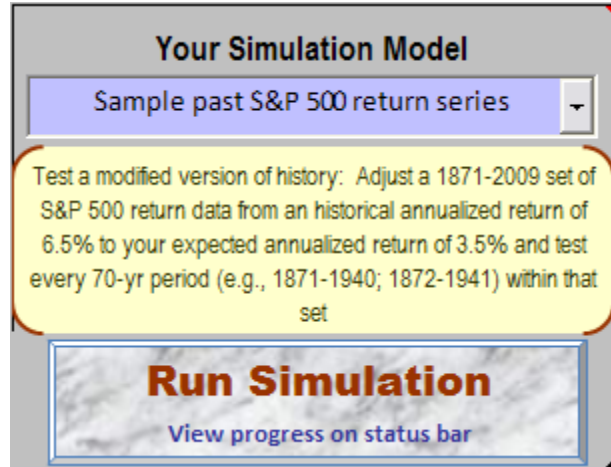 Your Simulation Model
Sample past S&P 500 return series
Test a modified version of history:  Adjust a 1871-2009 set of
S&P 500 return data from an historical annualized return of
6.5% to your expected annualized return of 3.5% and test
every 70-yr period (e.g., 1871-1940; 1872-1941) within that
set
Run Simulation
View progress on status bar